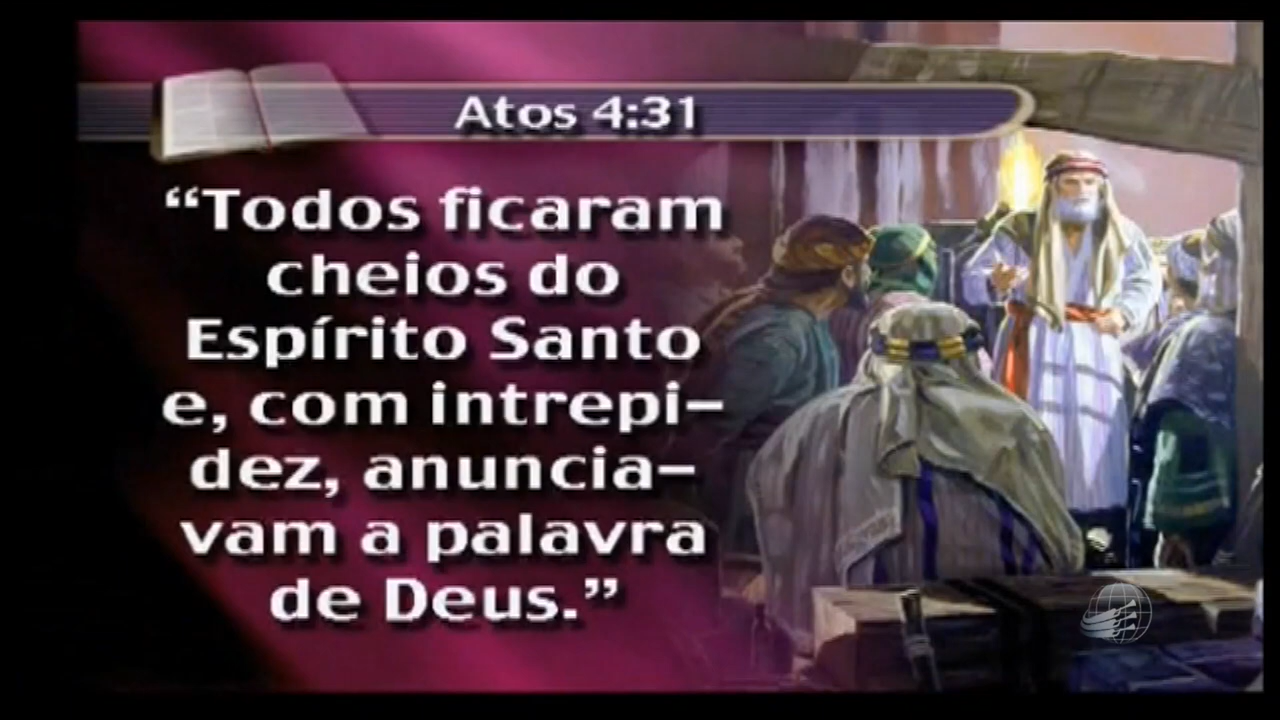 Atos 4:31
“Todos ficaram
cheios do
Espírito Santo
e, com intrepi-
dez, anuncia-
vam a palavra
de Deus.”